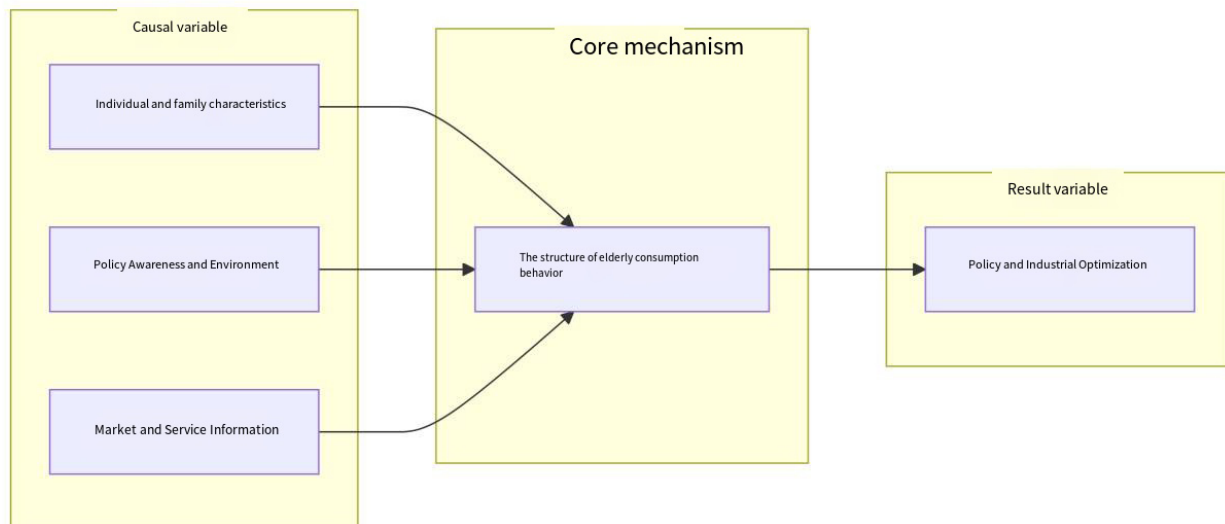 Causal variable
Individual and family characteristics
Policy Awareness and Environment
Market and Service Information
Core mechanism
The structure of elderly consumption
behavior
Result variable
Policy and Industrial Optimization